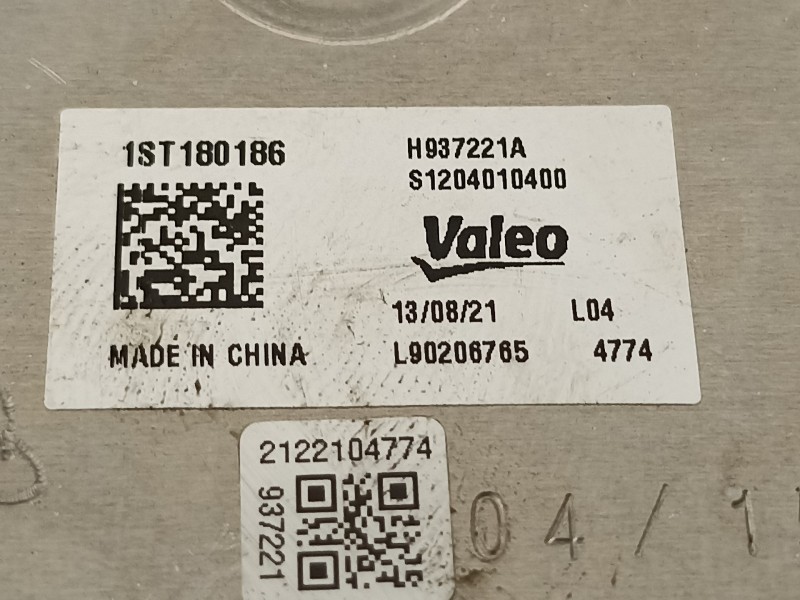 1ST180186
H937221A
S1204010400
Valeo
13/08/21 L04
MADE IN CHINA
L90206765 4774
2122104774
937221
04/1